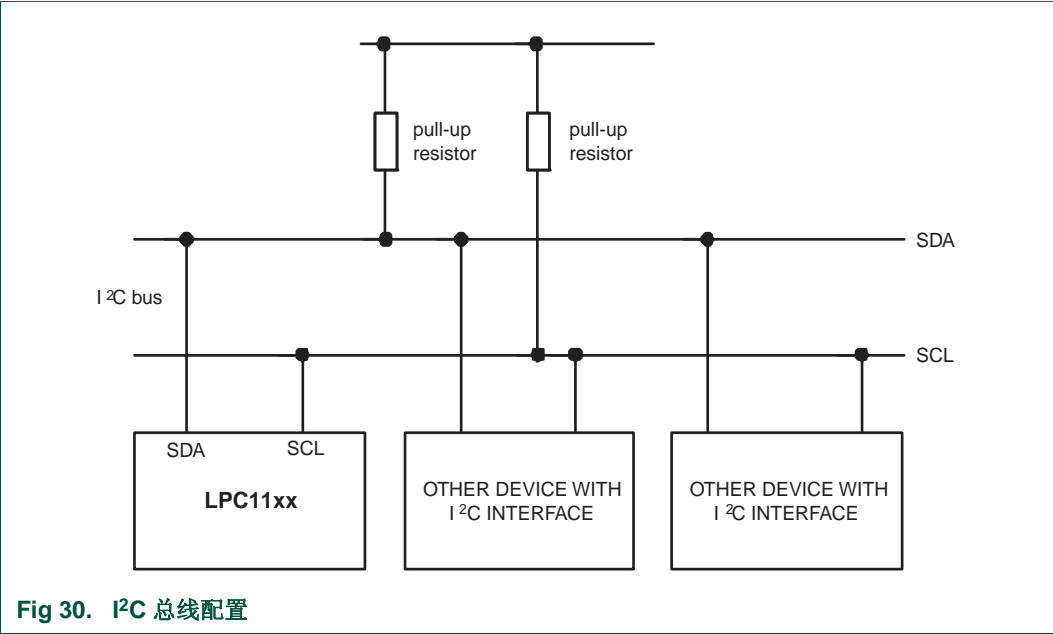 pull-up
resistor
pull-up
resistor
SDA
I ²C bus
SCL
SDA
SCL
LPC11xx
OTHER DEVICE WITH
I ²C INTERFACE
OTHER DEVICE WITH
I ²C INTERFACE
Fig 30. I²C 总线配置